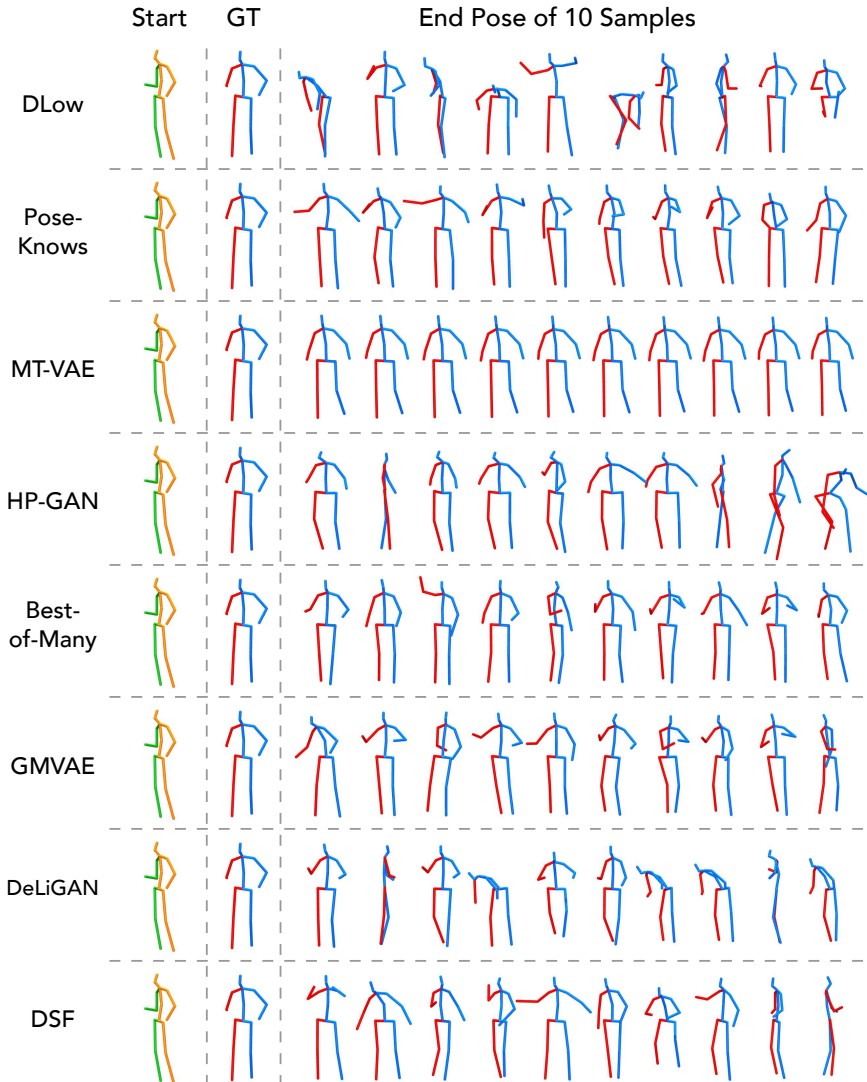 Start GT End Pose of 10 Samples
DLow
Pose-
Knows
MT-VAE
HP-GAN
Best-
of-Many
GMVAE
DeLiGAN
DSF